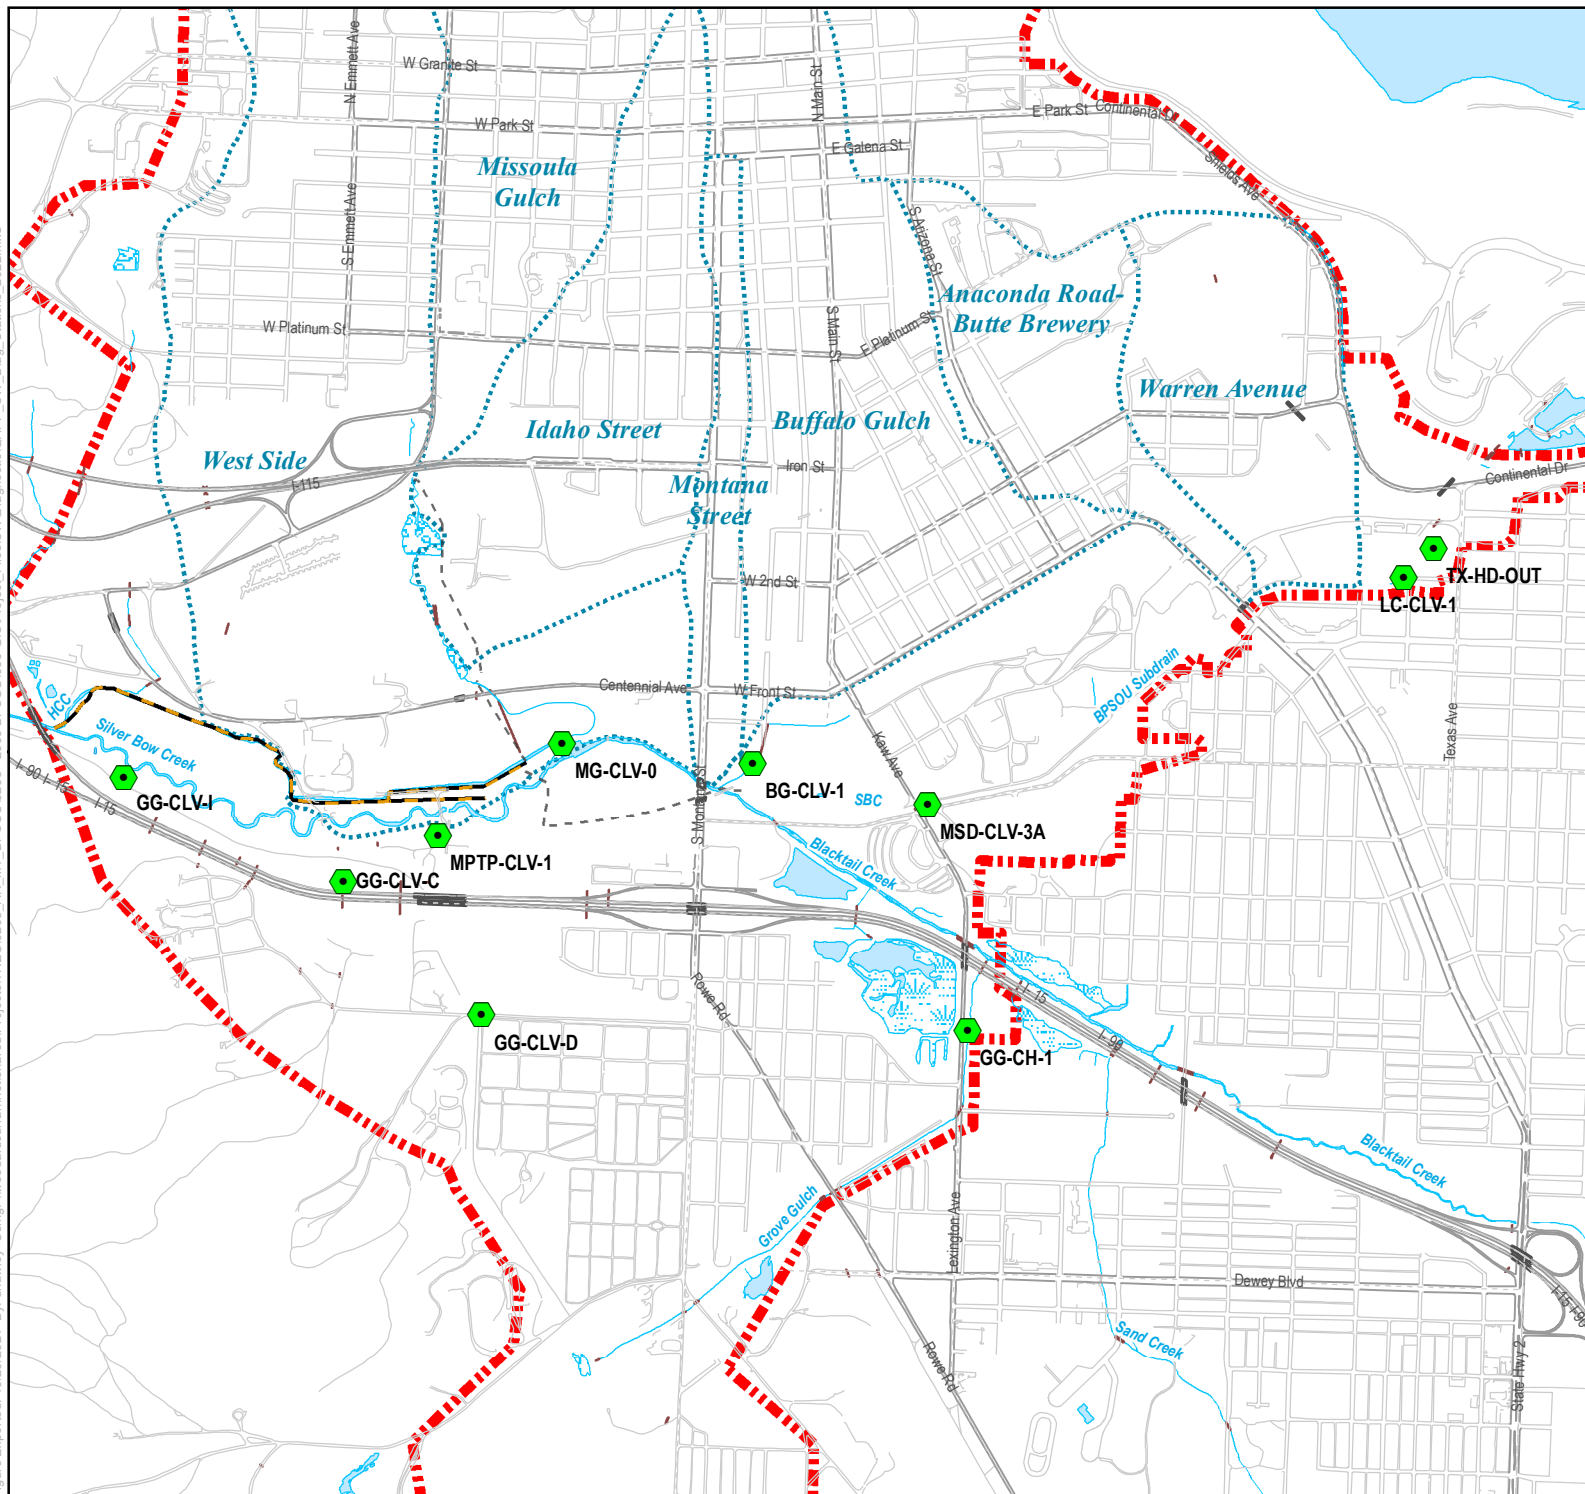 N Emmett Ave
W Granite St
N Main St
E Park St
Continental Dr
W Park St
E Galena St
Shields Ave
Missoula
Gulch
S Emmett Ave
S Arizona St
Anaconda Road-
Butte Brewery
W Platinum St
S Main St
E Platinum St
Warren Avenue
Idaho Street
Buffalo Gulch
West Side
I-115
Iron St
Continental Dr
Montana
Street
TX-HD-OUT
W 2nd St
LC-CLV-1
BPSOU Subdrain
Centennial Ave
W Front St
HCC
Silver Bow Creek
Kaw Ave
Texas Ave
MG-CLV-0
I- 90 I- 15
I-15
GG-CLV-I
S Montana St
BG-CLV-1
SBC
MSD-CLV-3A
MPTP-CLV-1
Blacktail Creek
GG-CLV-C
Rowe Rd
I- 15
I- 90
GG-CLV-D
GG-CH-1
Blacktail Creek
Grove Gulch
Lexington Ave
Dewey Blvd
I-15 I-90
Sand Creek
Rowe Rd
State Hwy 2